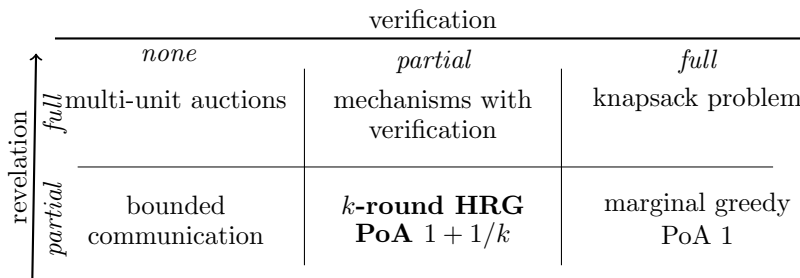 verification
none partial full
revelation
full
multi-unit auctions
mechanisms with
verification
knapsack problem
partial
bounded
communication
k-round HRG
PoA 1 + 1/k
marginal greedy
PoA 1